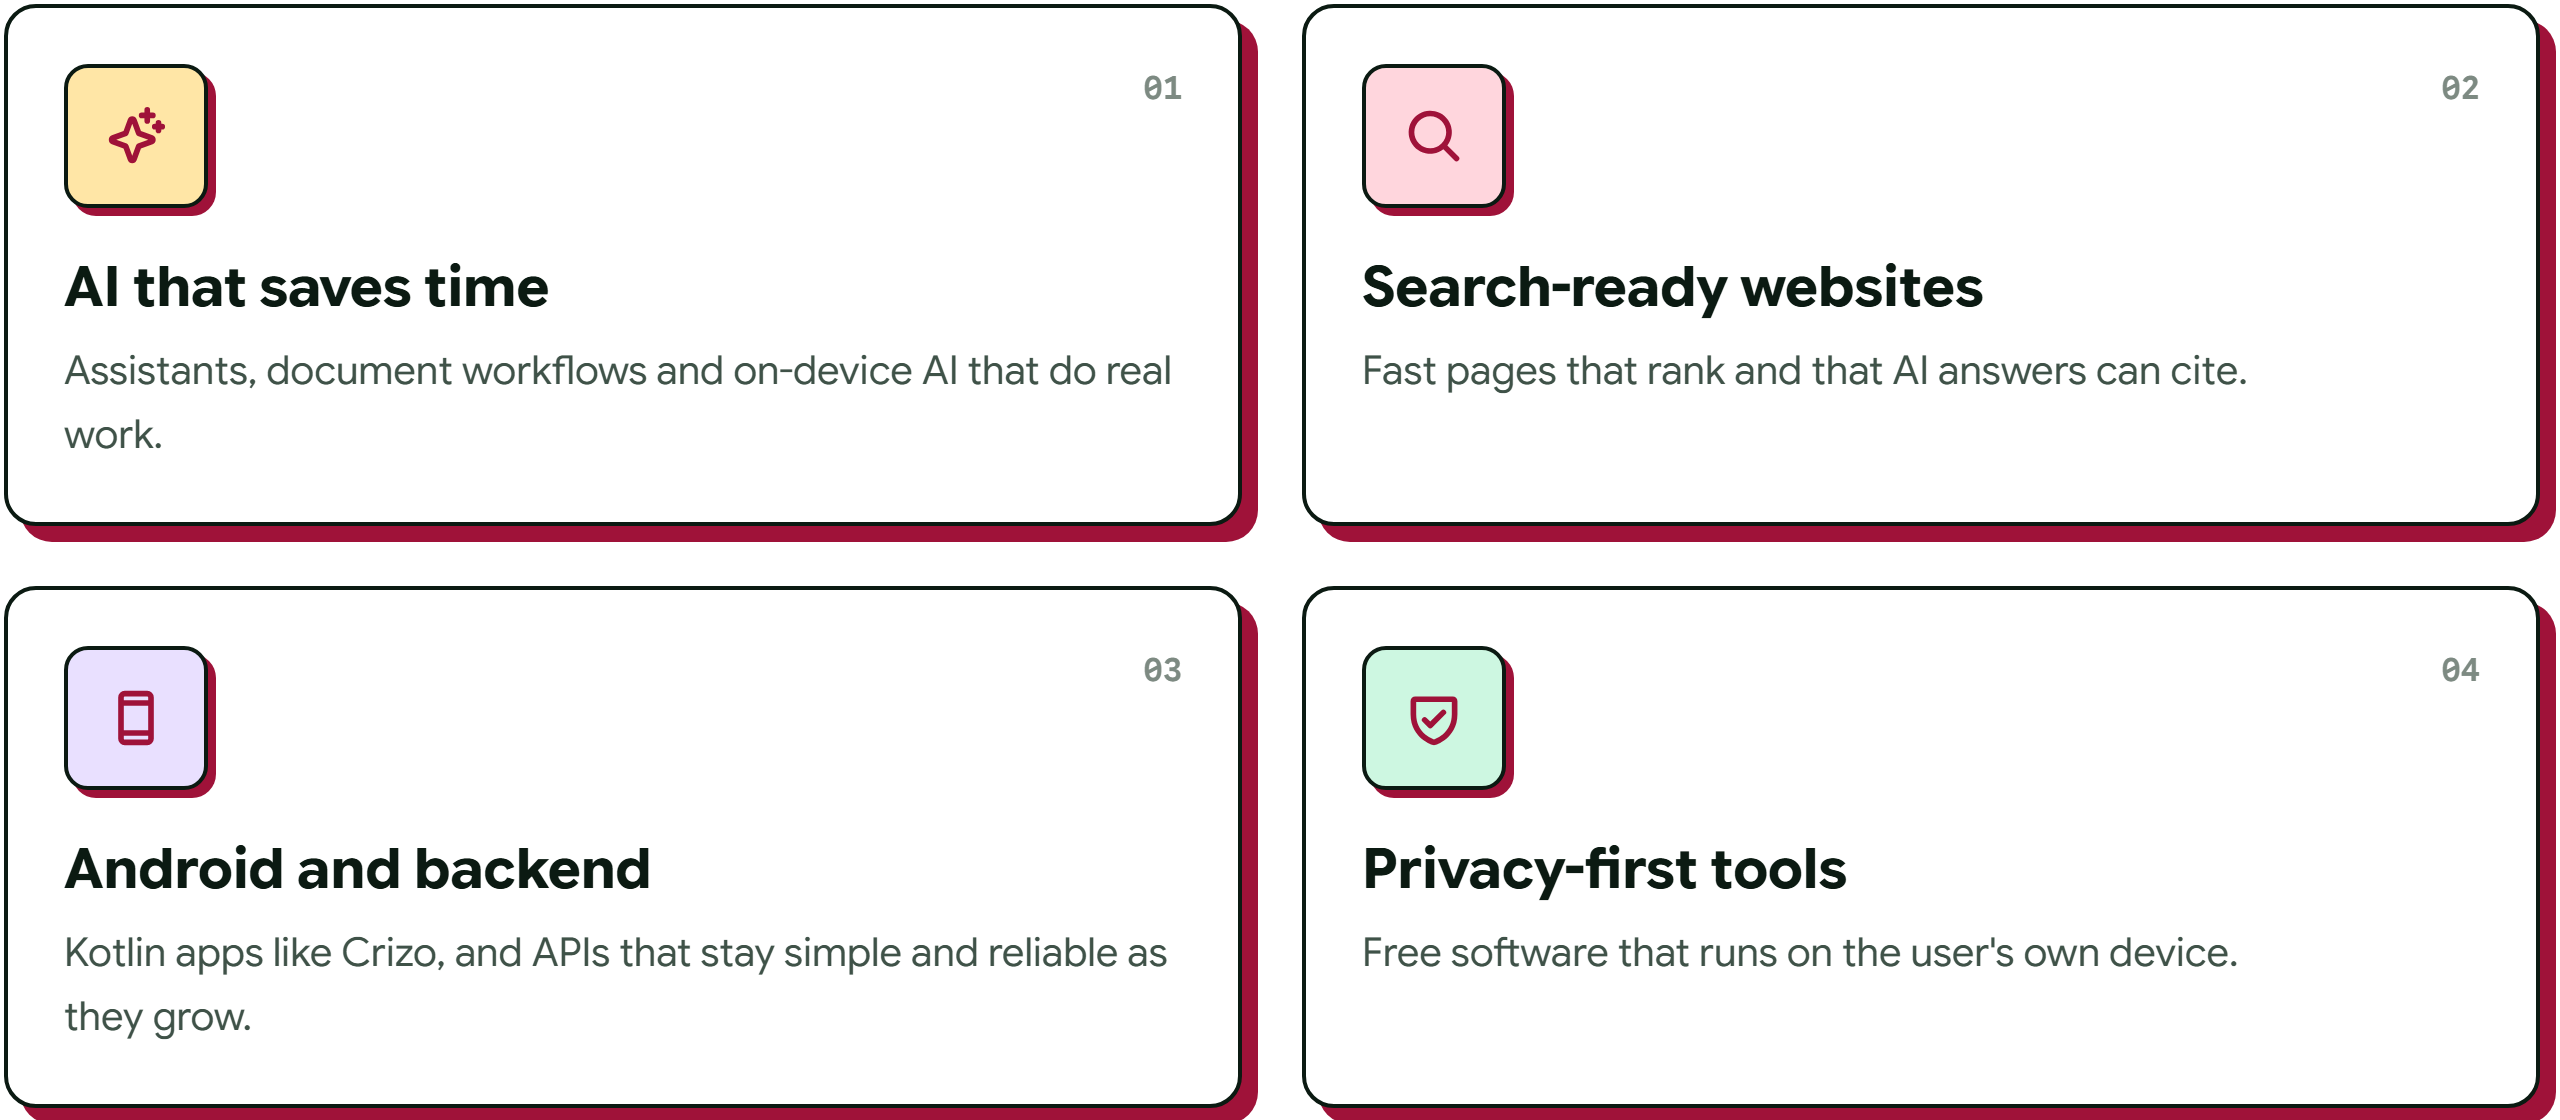 01
AI that saves time
Assistants, document workflows and on-device AI that do real
work.
02
Search-ready websites
Fast pages that rank and that AI answers can cite.
03
Android and backend
Kotlin apps like Crizo, and APIs that stay simple and reliable as
they grow.
04
Privacy-first tools
Free software that runs on the user's own device.